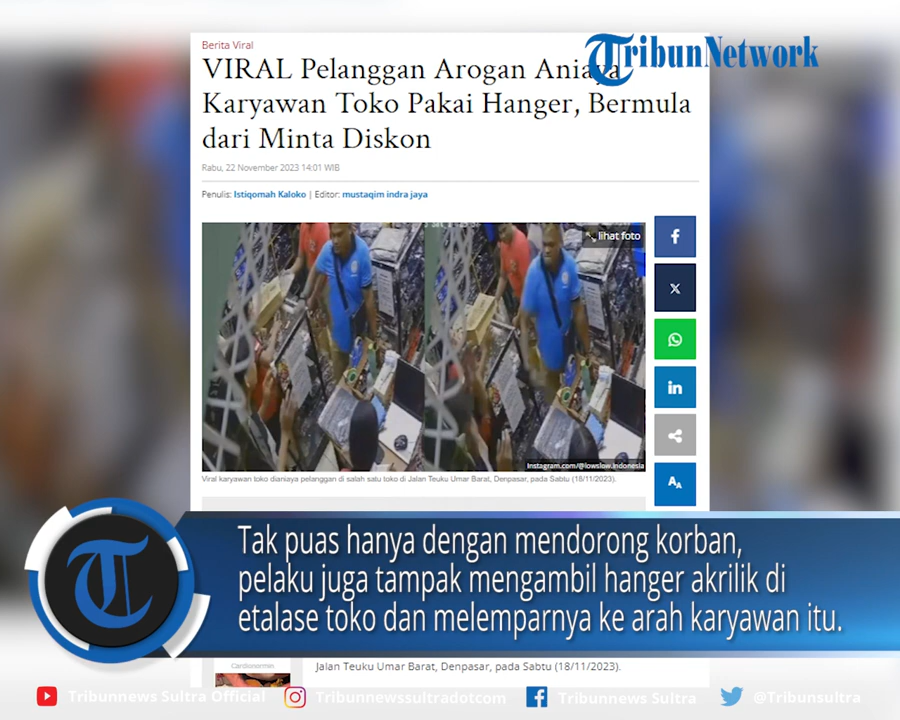 Berita Viral
TribunNetwork
VIRAL Pelanggan Arogan Aniaya
Karyawan Toko Pakai Hanger, Bermula
dari Minta Diskon
Rabu, 22 November 2023 14:01 WIB
Penulis: Istiqomah Kaloko | Editor: mustaqim indra jaya
lihat foto
Instagram.com/@lowslow.indonesia
Viral karyawan toko dianiaya pelanggan di salah satu toko di Jalan Teuku Umar Barat, Denpasar, pada Sabtu (18/11/2023).
Tak puas hanya dengan mendorong korban,
pelaku juga tampak mengambil hanger akrilik di
etalase toko dan melemparnya ke arah karyawan itu.
Cardionormin
Jalan Teuku Umar Barat, Denpasar, pada Sabtu (18/11/2023).
Tribunnews Sultra Official
Tribunnewssultradotcom
Tribunnews Sultra
@Tribunsultra